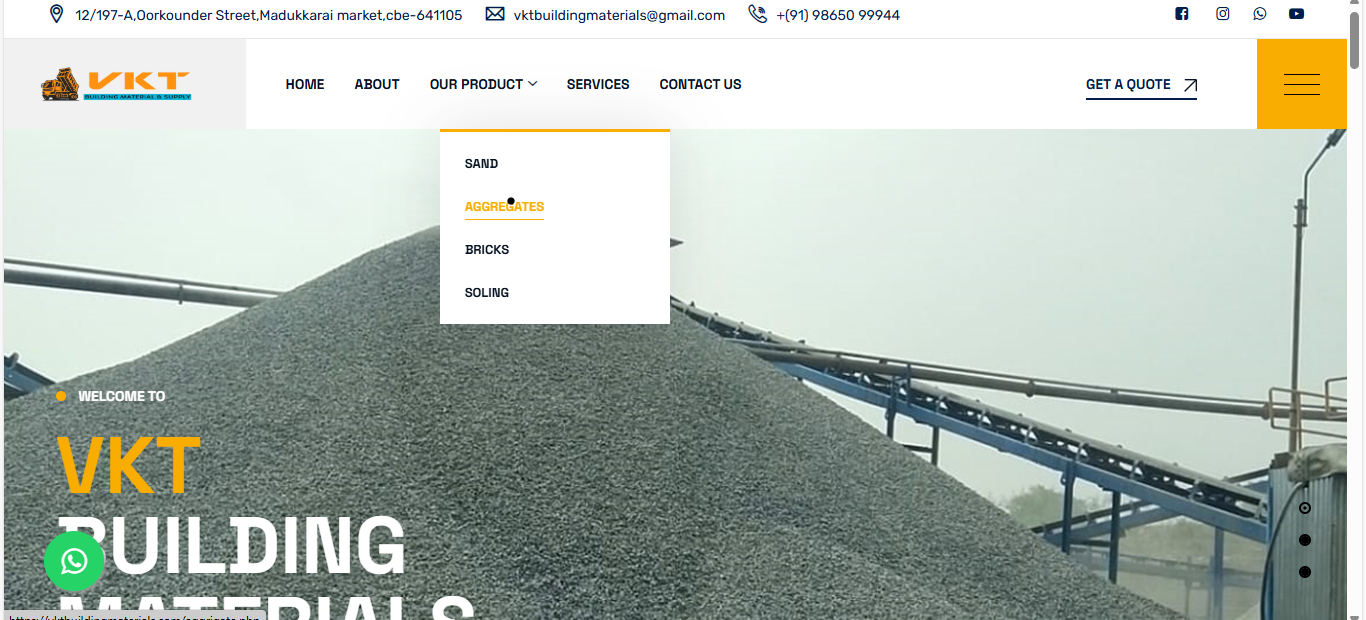 12/197-A,Oorkounder Street,Madukkarai market,cbe-641105 vktbuildingmaterials@gmail.com +(91) 98650 99944
VKT
BUILDING MATERIAL & SUPPLY
HOME ABOUT OUR PRODUCT SERVICES CONTACT US GET A QUOTE
SAND
AGGREGATES
BRICKS
SOLING
WELCOME TO
VKT
BUILDING
MATERIALS
https://vktbuildingmaterials.com/aggrigate.php